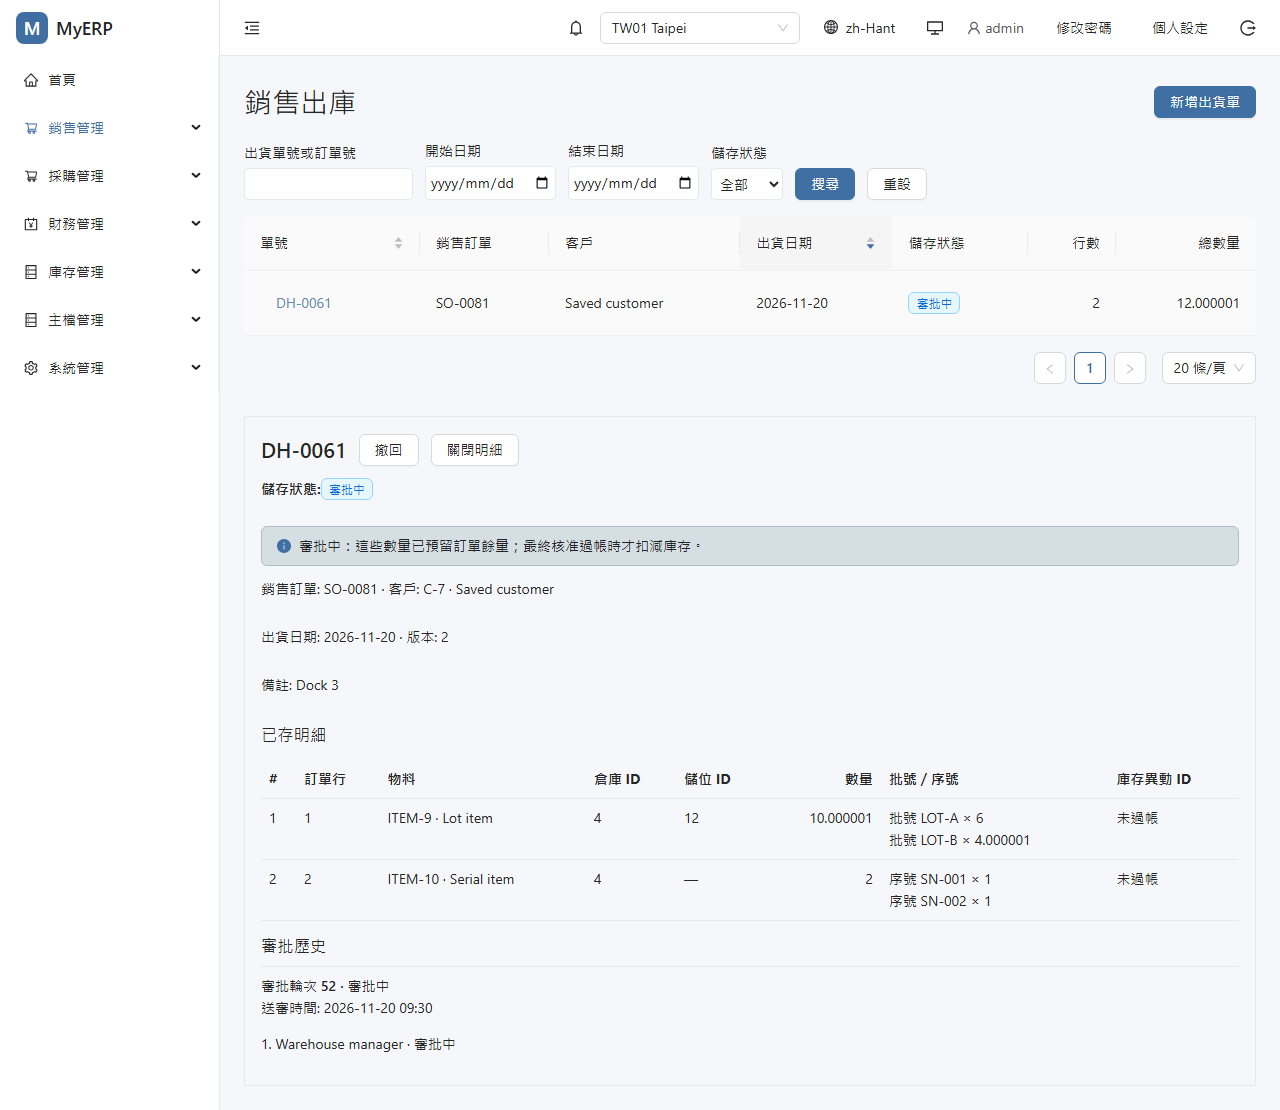 M MyERP
TW01 Taipei
zh-Hant
admin
修改密碼
個人設定
首頁
銷售管理
採購管理
財務管理
庫存管理
主檔管理
系統管理
銷售出庫
新增出貨單
出貨單號或訂單號
開始日期
結束日期
儲存狀態
yyyy/mm/dd
yyyy/mm/dd
全部
搜尋
重設
單號 銷售訂單 客戶 出貨日期 儲存狀態 行數 總數量
DH-0061 SO-0081 Saved customer 2026-11-20 審批中 2 12.000001
1
20 條/頁
DH-0061 撤回 關閉明細
儲存狀態: 審批中
審批中：這些數量已預留訂單餘量；最終核准過帳時才扣減庫存。
銷售訂單: SO-0081 · 客戶: C-7 · Saved customer
出貨日期: 2026-11-20 · 版本: 2
備註: Dock 3
已存明細
# 訂單行 物料 倉庫 ID 儲位 ID 數量 批號 / 序號 庫存異動 ID
1 1 ITEM-9 · Lot item 4 12 10.000001 批號 LOT-A × 6 未過帳
批號 LOT-B × 4.000001
2 2 ITEM-10 · Serial item 4 — 2 序號 SN-001 × 1 未過帳
序號 SN-002 × 1
審批歷史
審批輪次 52 · 審批中
送審時間: 2026-11-20 09:30
1. Warehouse manager · 審批中